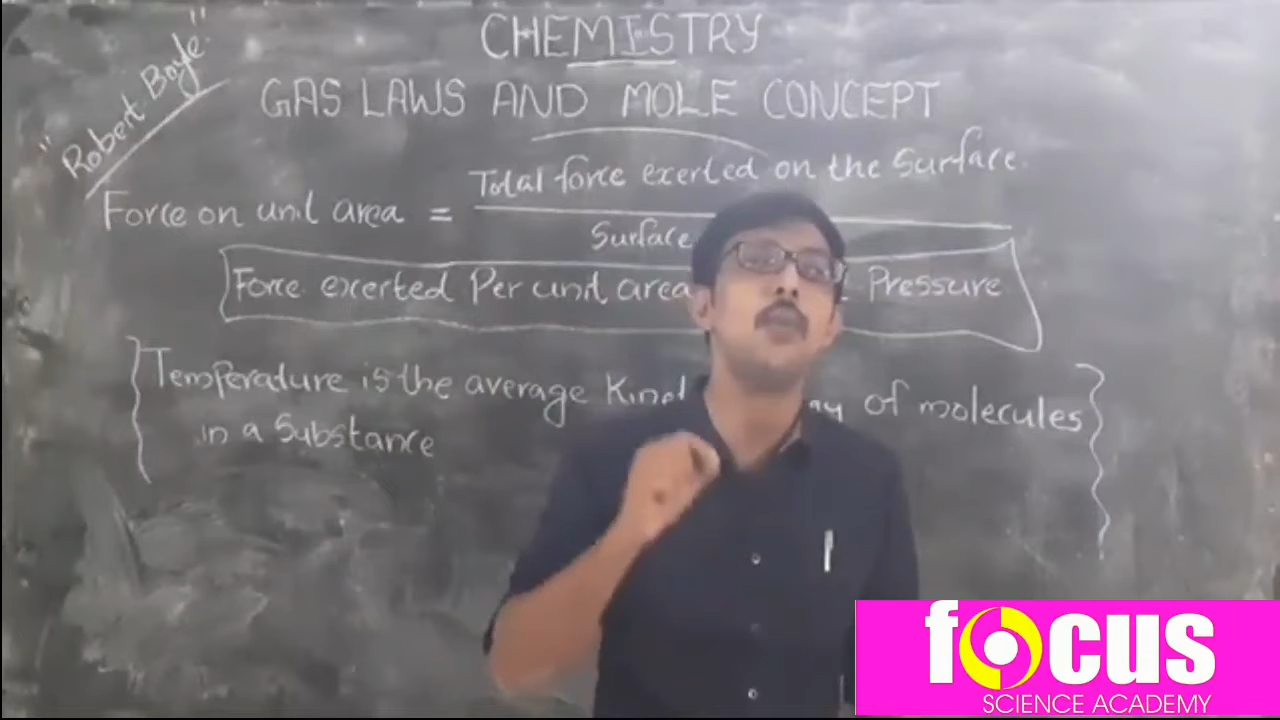 CHEMISTRY
"Robert Boyle"
GAS LAWS AND MOLE CONCEPT
Total force exerted on the Surface
Force on unit area =
Surface
Force exerted Per unit area Pressure
Temperature is the average of molecules
in a Substance
focus
SCIENCE ACADEMY